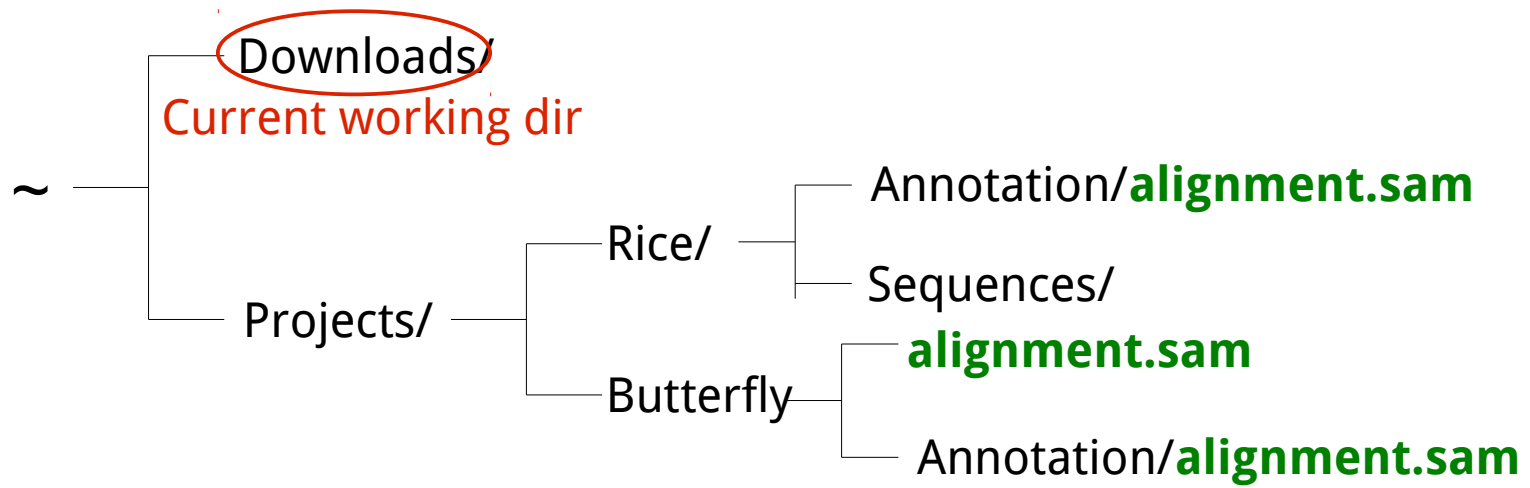 Downloads/
Current working dir
~
Annotation/alignment.sam
Rice/
Sequences/
Projects/
alignment.sam
Butterfly
Annotation/alignment.sam